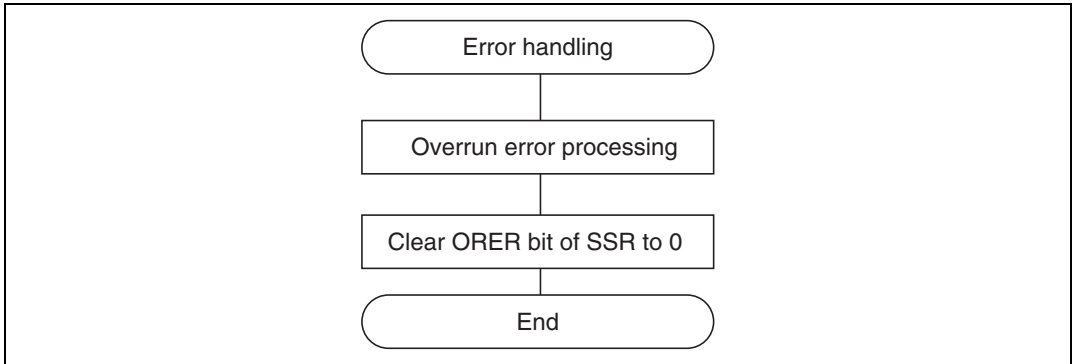 Error handling
Overrun error processing
Clear ORER bit of SSR to 0
End